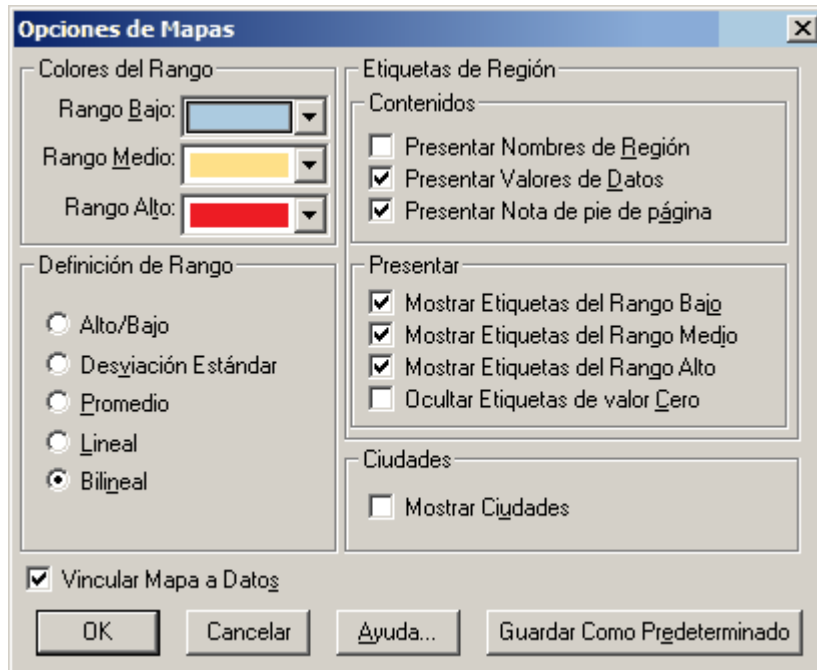 Opciones de Mapas
Colores del Rango
Rango Bajo:
Rango Medio:
Rango Alto:
Definición de Rango
Alto/Bajo
Desviación Estándar
Promedio
Lineal
Bilineal
Etiquetas de Región
Contenidos
Presentar Nombres de Región
Presentar Valores de Datos
Presentar Nota de pie de página
Presentar
Mostrar Etiquetas del Rango Bajo
Mostrar Etiquetas del Rango Medio
Mostrar Etiquetas del Rango Alto
Ocultar Etiquetas de valor Cero
Ciudades
Mostrar Ciudades
Vincular Mapa a Datos
OK
Cancelar
Ayuda...
Guardar Como Predeterminado